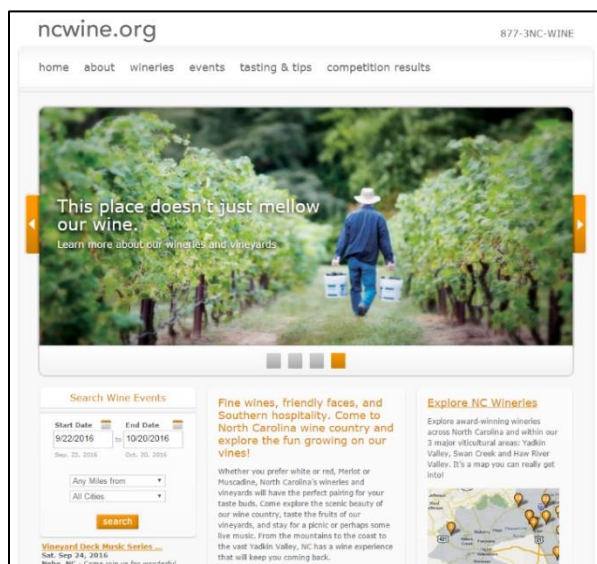 ncwine.org
877-3NC-WINE
home about wineries events tasting & tips competition results
This place doesn't just mellow
our wine.
Learn more about our wineries and vineyards
Search Wine Events
Start Date End Date
9/22/2016 to 10/20/2016
Sep. 22, 2016 Oct. 20, 2016
Any Miles from
All Cities
search
Vineyard Deck Music Series ...
Sat. Sep 24, 2016
Fine wines, friendly faces, and
Southern hospitality. Come to
North Carolina wine country and
explore the fun growing on our
vines!
Whether you prefer white or red, Merlot or
Muscadine, North Carolina's wineries and
vineyards will have the perfect pairing for your
taste buds. Come explore the scenic beauty of
our wine country, taste the fruits of our
vineyards, and stay for a picnic or perhaps some
live music. From the mountains to the coast to
the vast Yadkin Valley, NC has a wine experience
that will keep you coming back.
Explore NC Wineries
Explore award-winning wineries
across North Carolina and within our
3 major viticultural areas: Yadkin
Valley, Swan Creek and Haw River
Valley. It's a map you can really get
into!